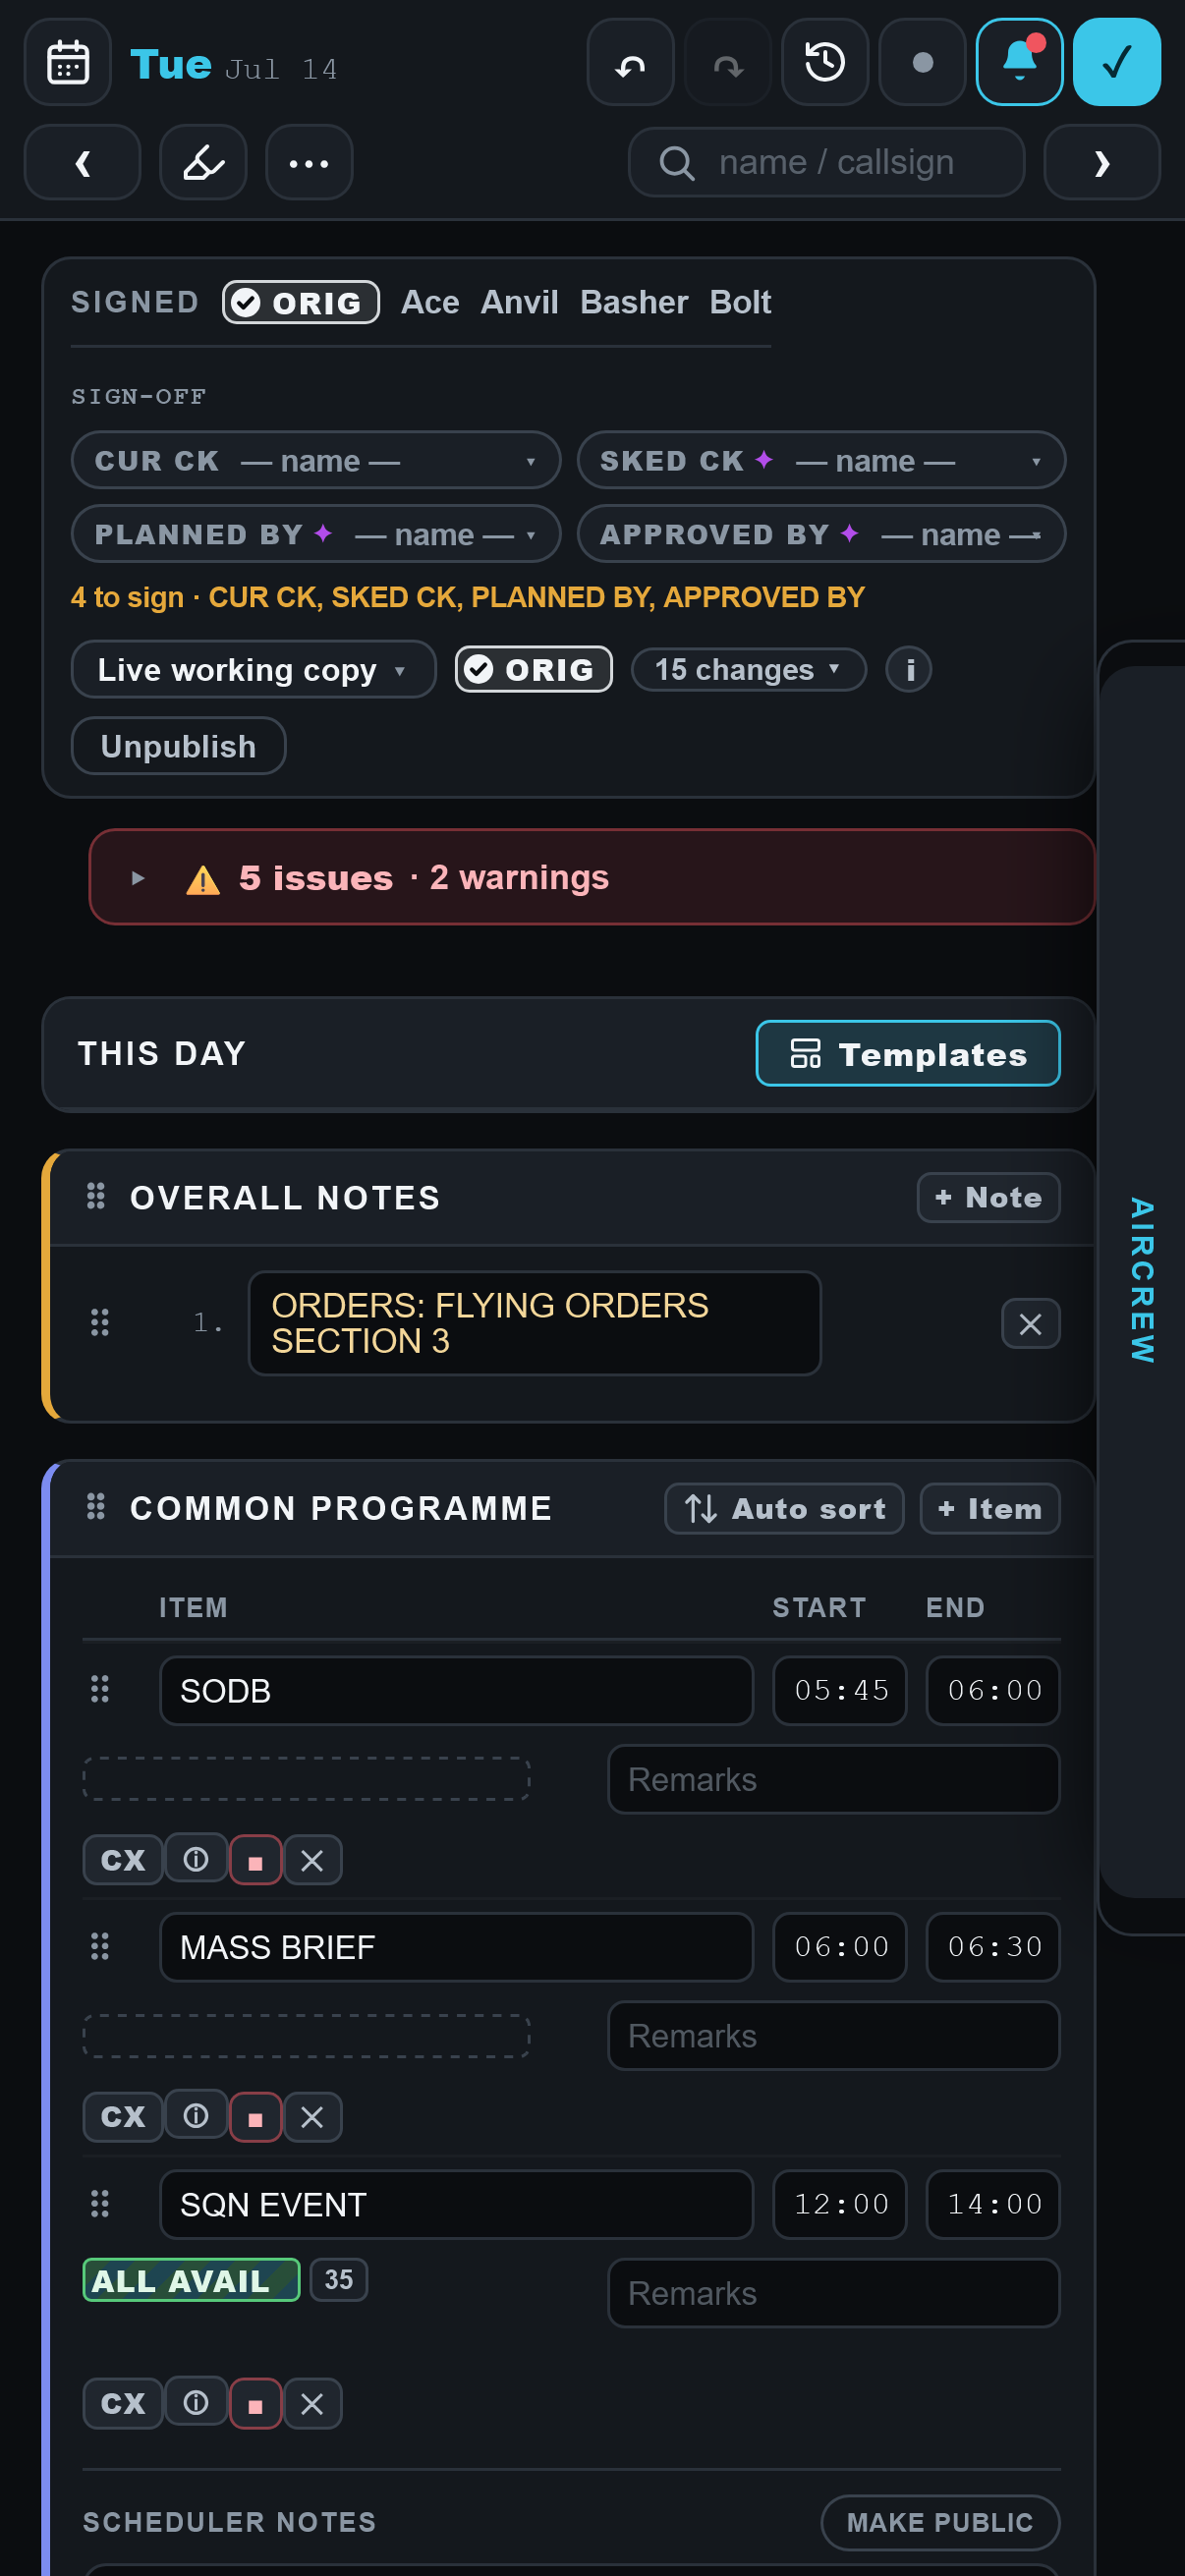 Tue Jul 14
name / callsign
SIGNED ORIG Ace Anvil Basher Bolt
SIGN-OFF
CUR CK — name —
SKED CK ✦ — name —
PLANNED BY ✦ — name —
APPROVED BY ✦ — name —
4 to sign · CUR CK, SKED CK, PLANNED BY, APPROVED BY
Live working copy ORIG 15 changes i
Unpublish
5 issues · 2 warnings
THIS DAY Templates
AIRCREW
OVERALL NOTES + Note
1. ORDERS: FLYING ORDERS
SECTION 3
COMMON PROGRAMME Auto sort + Item
ITEM START END
SODB 05:45 06:00
Remarks
CX
MASS BRIEF 06:00 06:30
Remarks
CX
SQN EVENT 12:00 14:00
ALL AVAIL 35 Remarks
CX
SCHEDULER NOTES MAKE PUBLIC